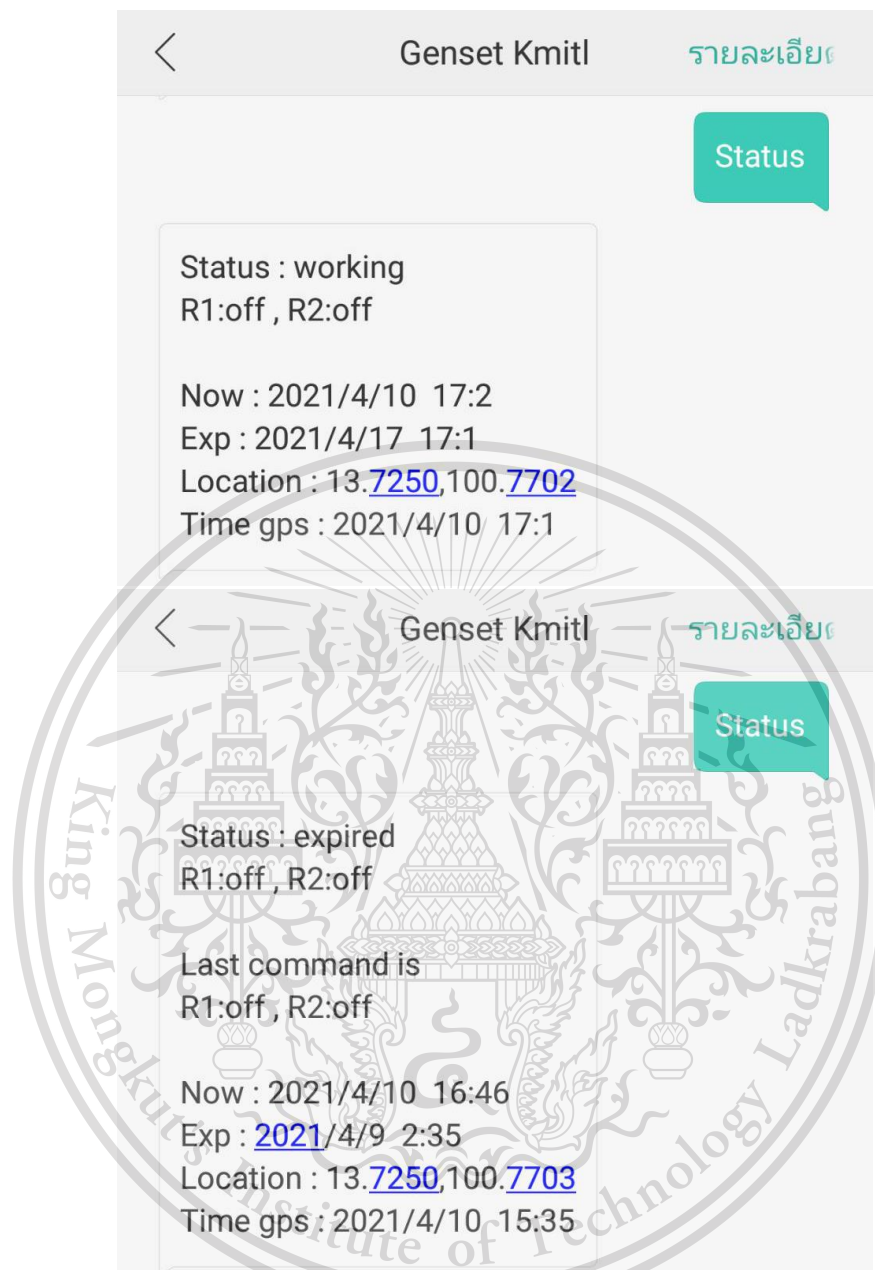 Genset Kmitl
รายละเอียด
Status
Status : working
R1:off , R2:off
Now : 2021/4/10 17:2
Exp : 2021/4/17 17:1
Location : 13.7250,100.7702
Time gps : 2021/4/10 17:1
Genset Kmitl
รายละเอียด
Status
Status : expired
R1:off , R2:off
Last command is
R1:off , R2:off
Now : 2021/4/10 16:46
Exp : 2021/4/9 2:35
Location : 13.7250,100.7703
Time gps : 2021/4/10 15:35
King Mongkut's Institute of Technology Ladkrabang